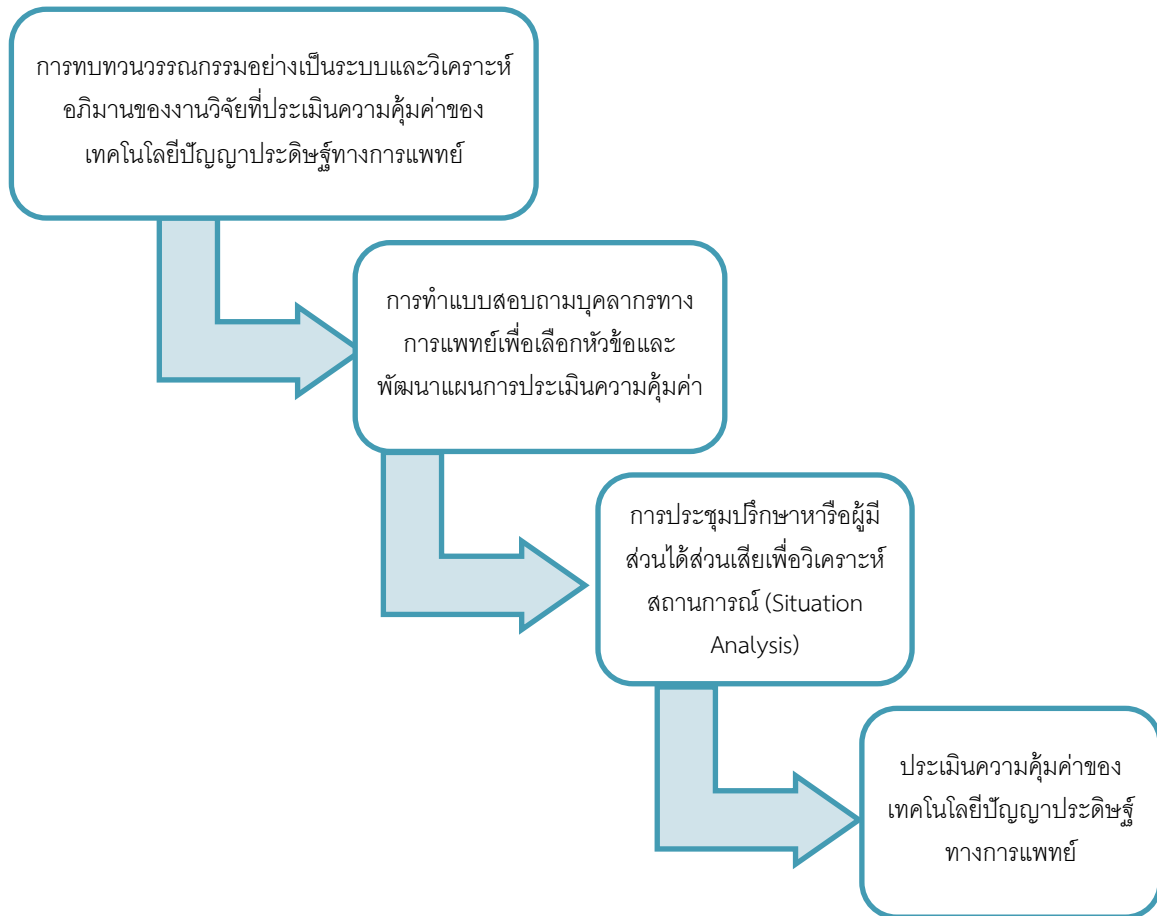 การทบทวนวรรณกรรมอย่างเป็นระบบและวิเคราะห์
อภิมานของงานวิจัยที่ประเมินความคุ้มค่าของ
เทคโนโลยีปัญญาประดิษฐ์ทางการแพทย์
การทำแบบสอบถามบุคลากรทาง
การแพทย์เพื่อเลือกหัวข้อและ
พัฒนาแผนการประเมินความคุ้มค่า
การประชุมปรึกษาหารือผู้มี
ส่วนได้ส่วนเสียเพื่อวิเคราะห์
สถานการณ์ (Situation
Analysis)
ประเมินความคุ้มค่าของ
เทคโนโลยีปัญญาประดิษฐ์
ทางการแพทย์